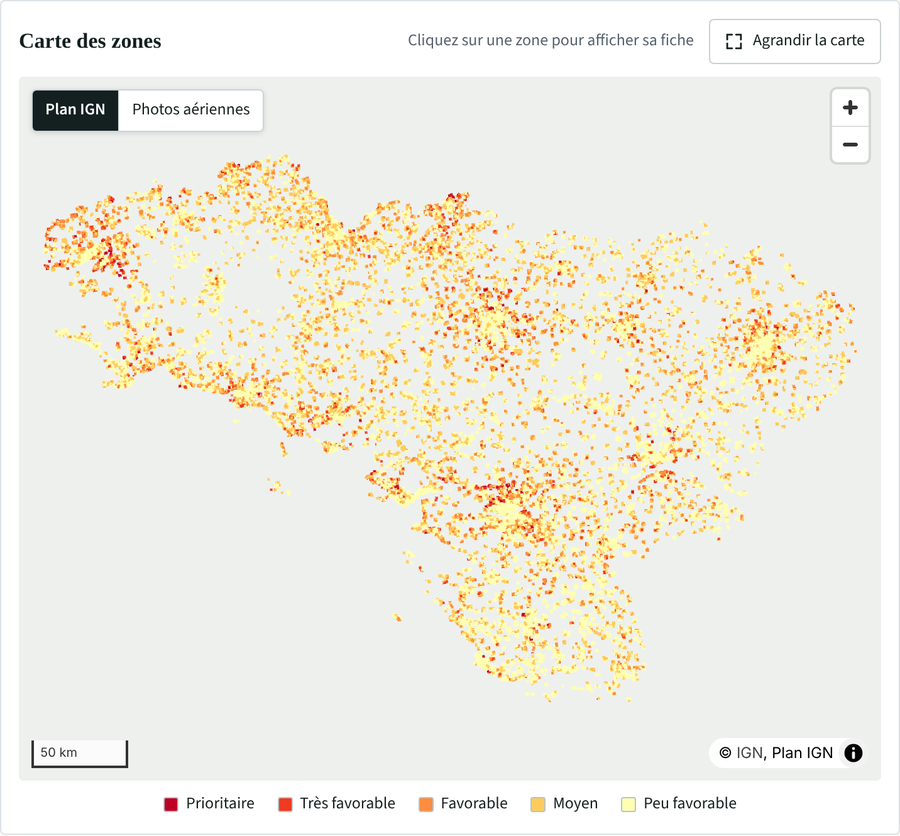 Carte des zones
Cliquez sur une zone pour afficher sa fiche
Agrandir la carte
Plan IGN
Photos aériennes
+
−
50 km
© IGN, Plan IGN
Prioritaire
Très favorable
Favorable
Moyen
Peu favorable